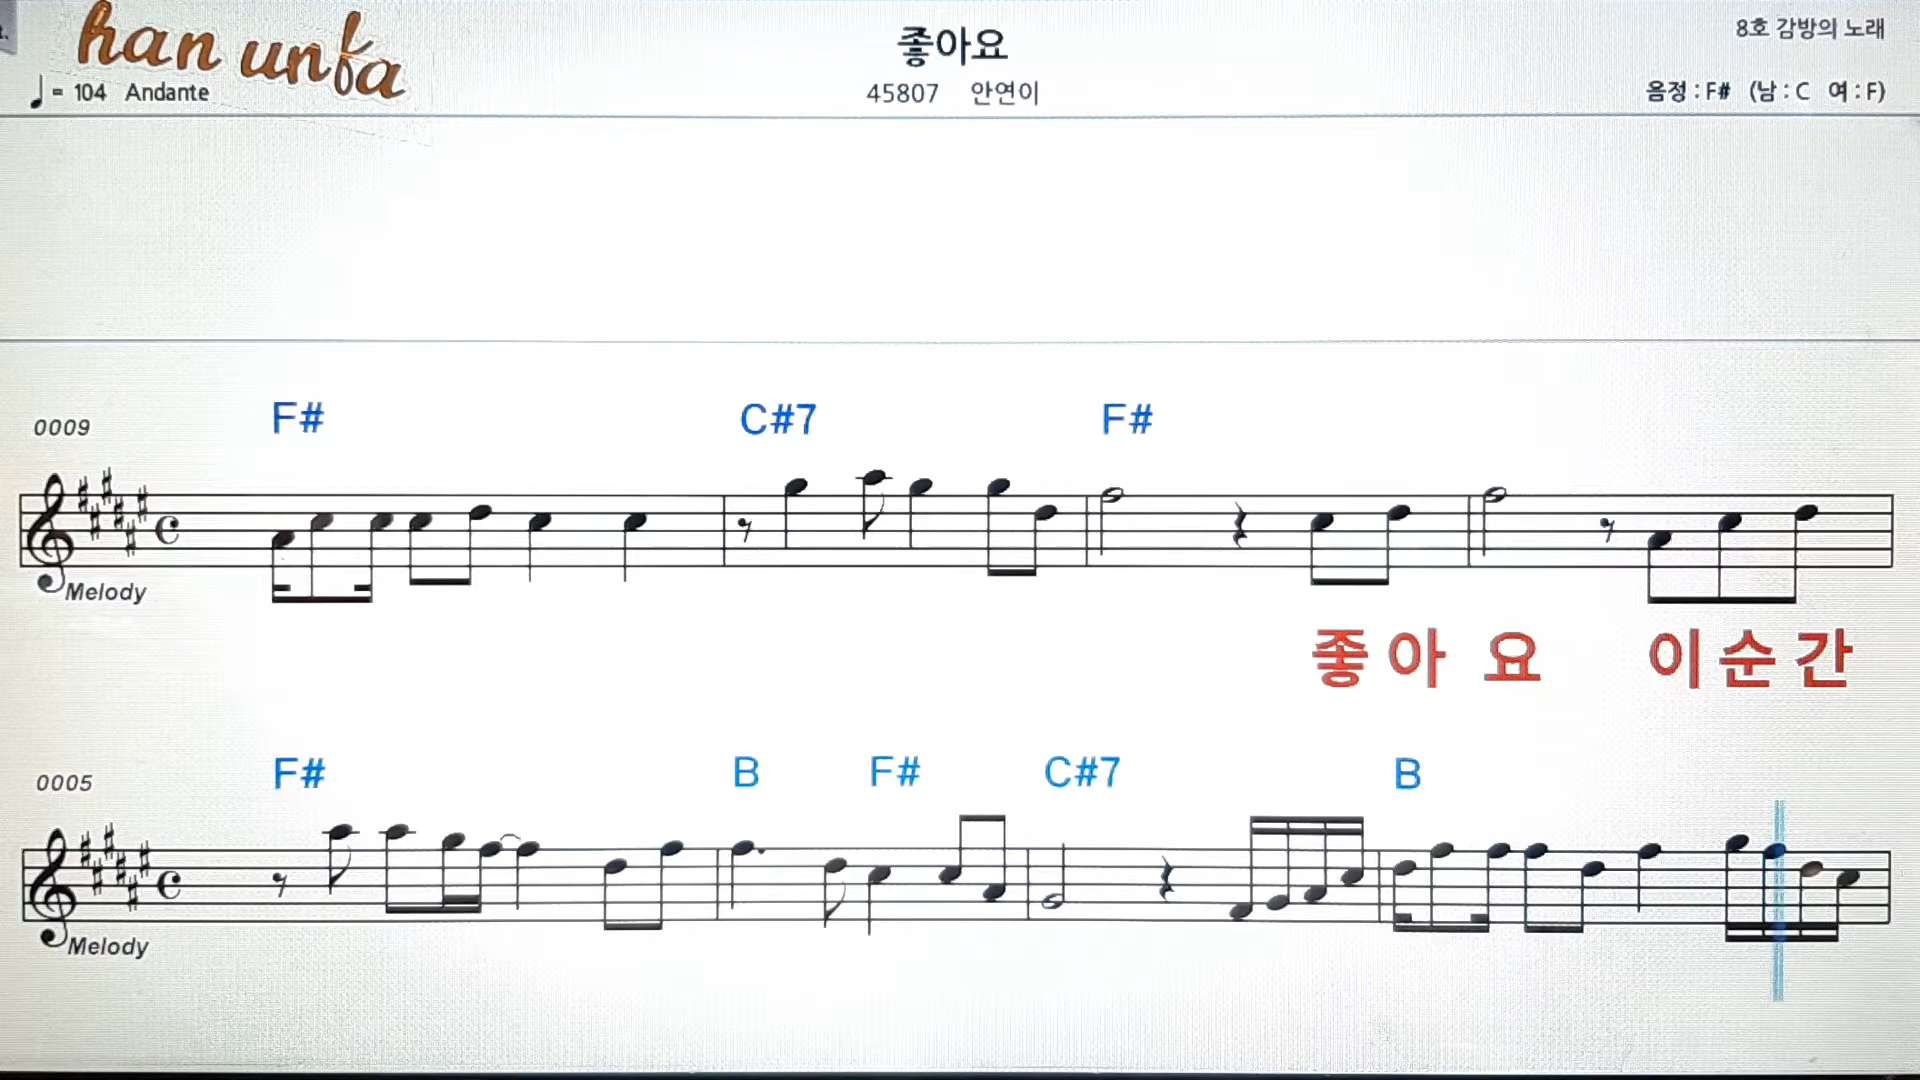 han unfa
좋아요
8호 감방의 노래
♩= 104 Andante
45807 안연이
음정 : F# (남 : C 여 : F)
F# C#7 F#
0009
Melody
좋 아 요 이 순 간
F# B F# C#7 B
0005
Melody